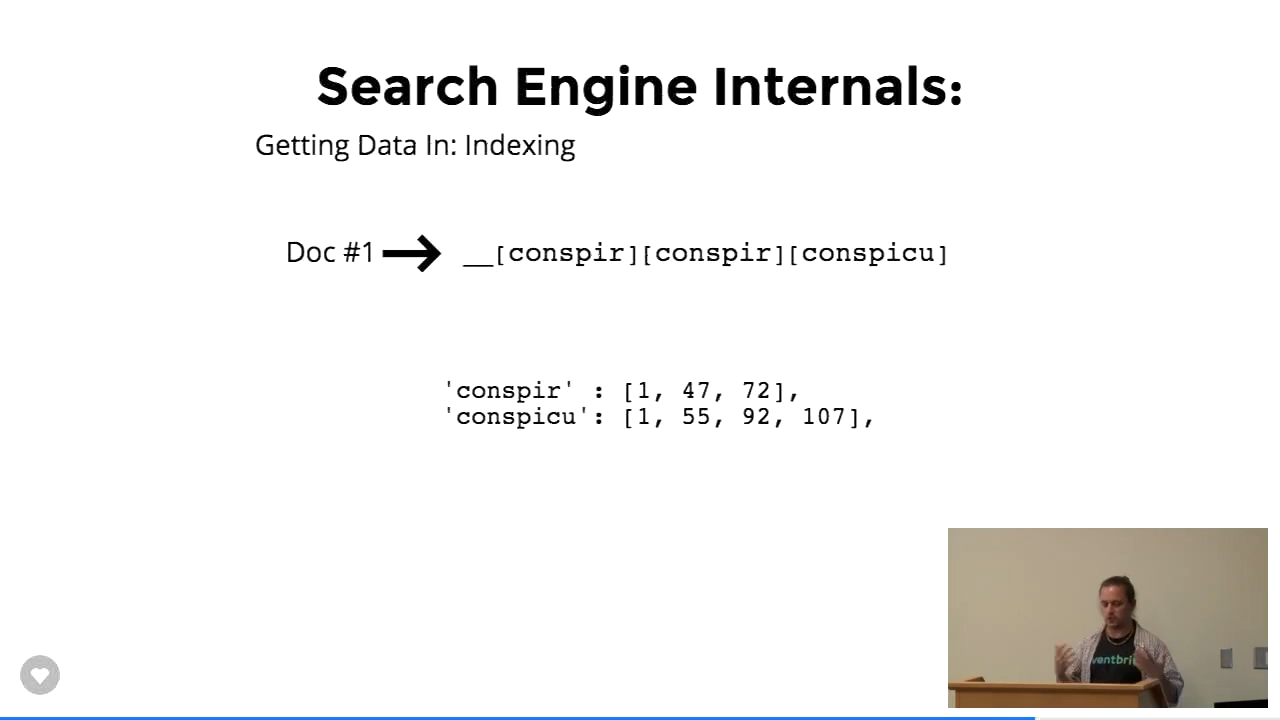 Search Engine Internals:
Getting Data In: Indexing
Doc #1 __[conspir][conspir][conspicu]
'conspir' : [1, 47, 72],
'conspicu': [1, 55, 92, 107],